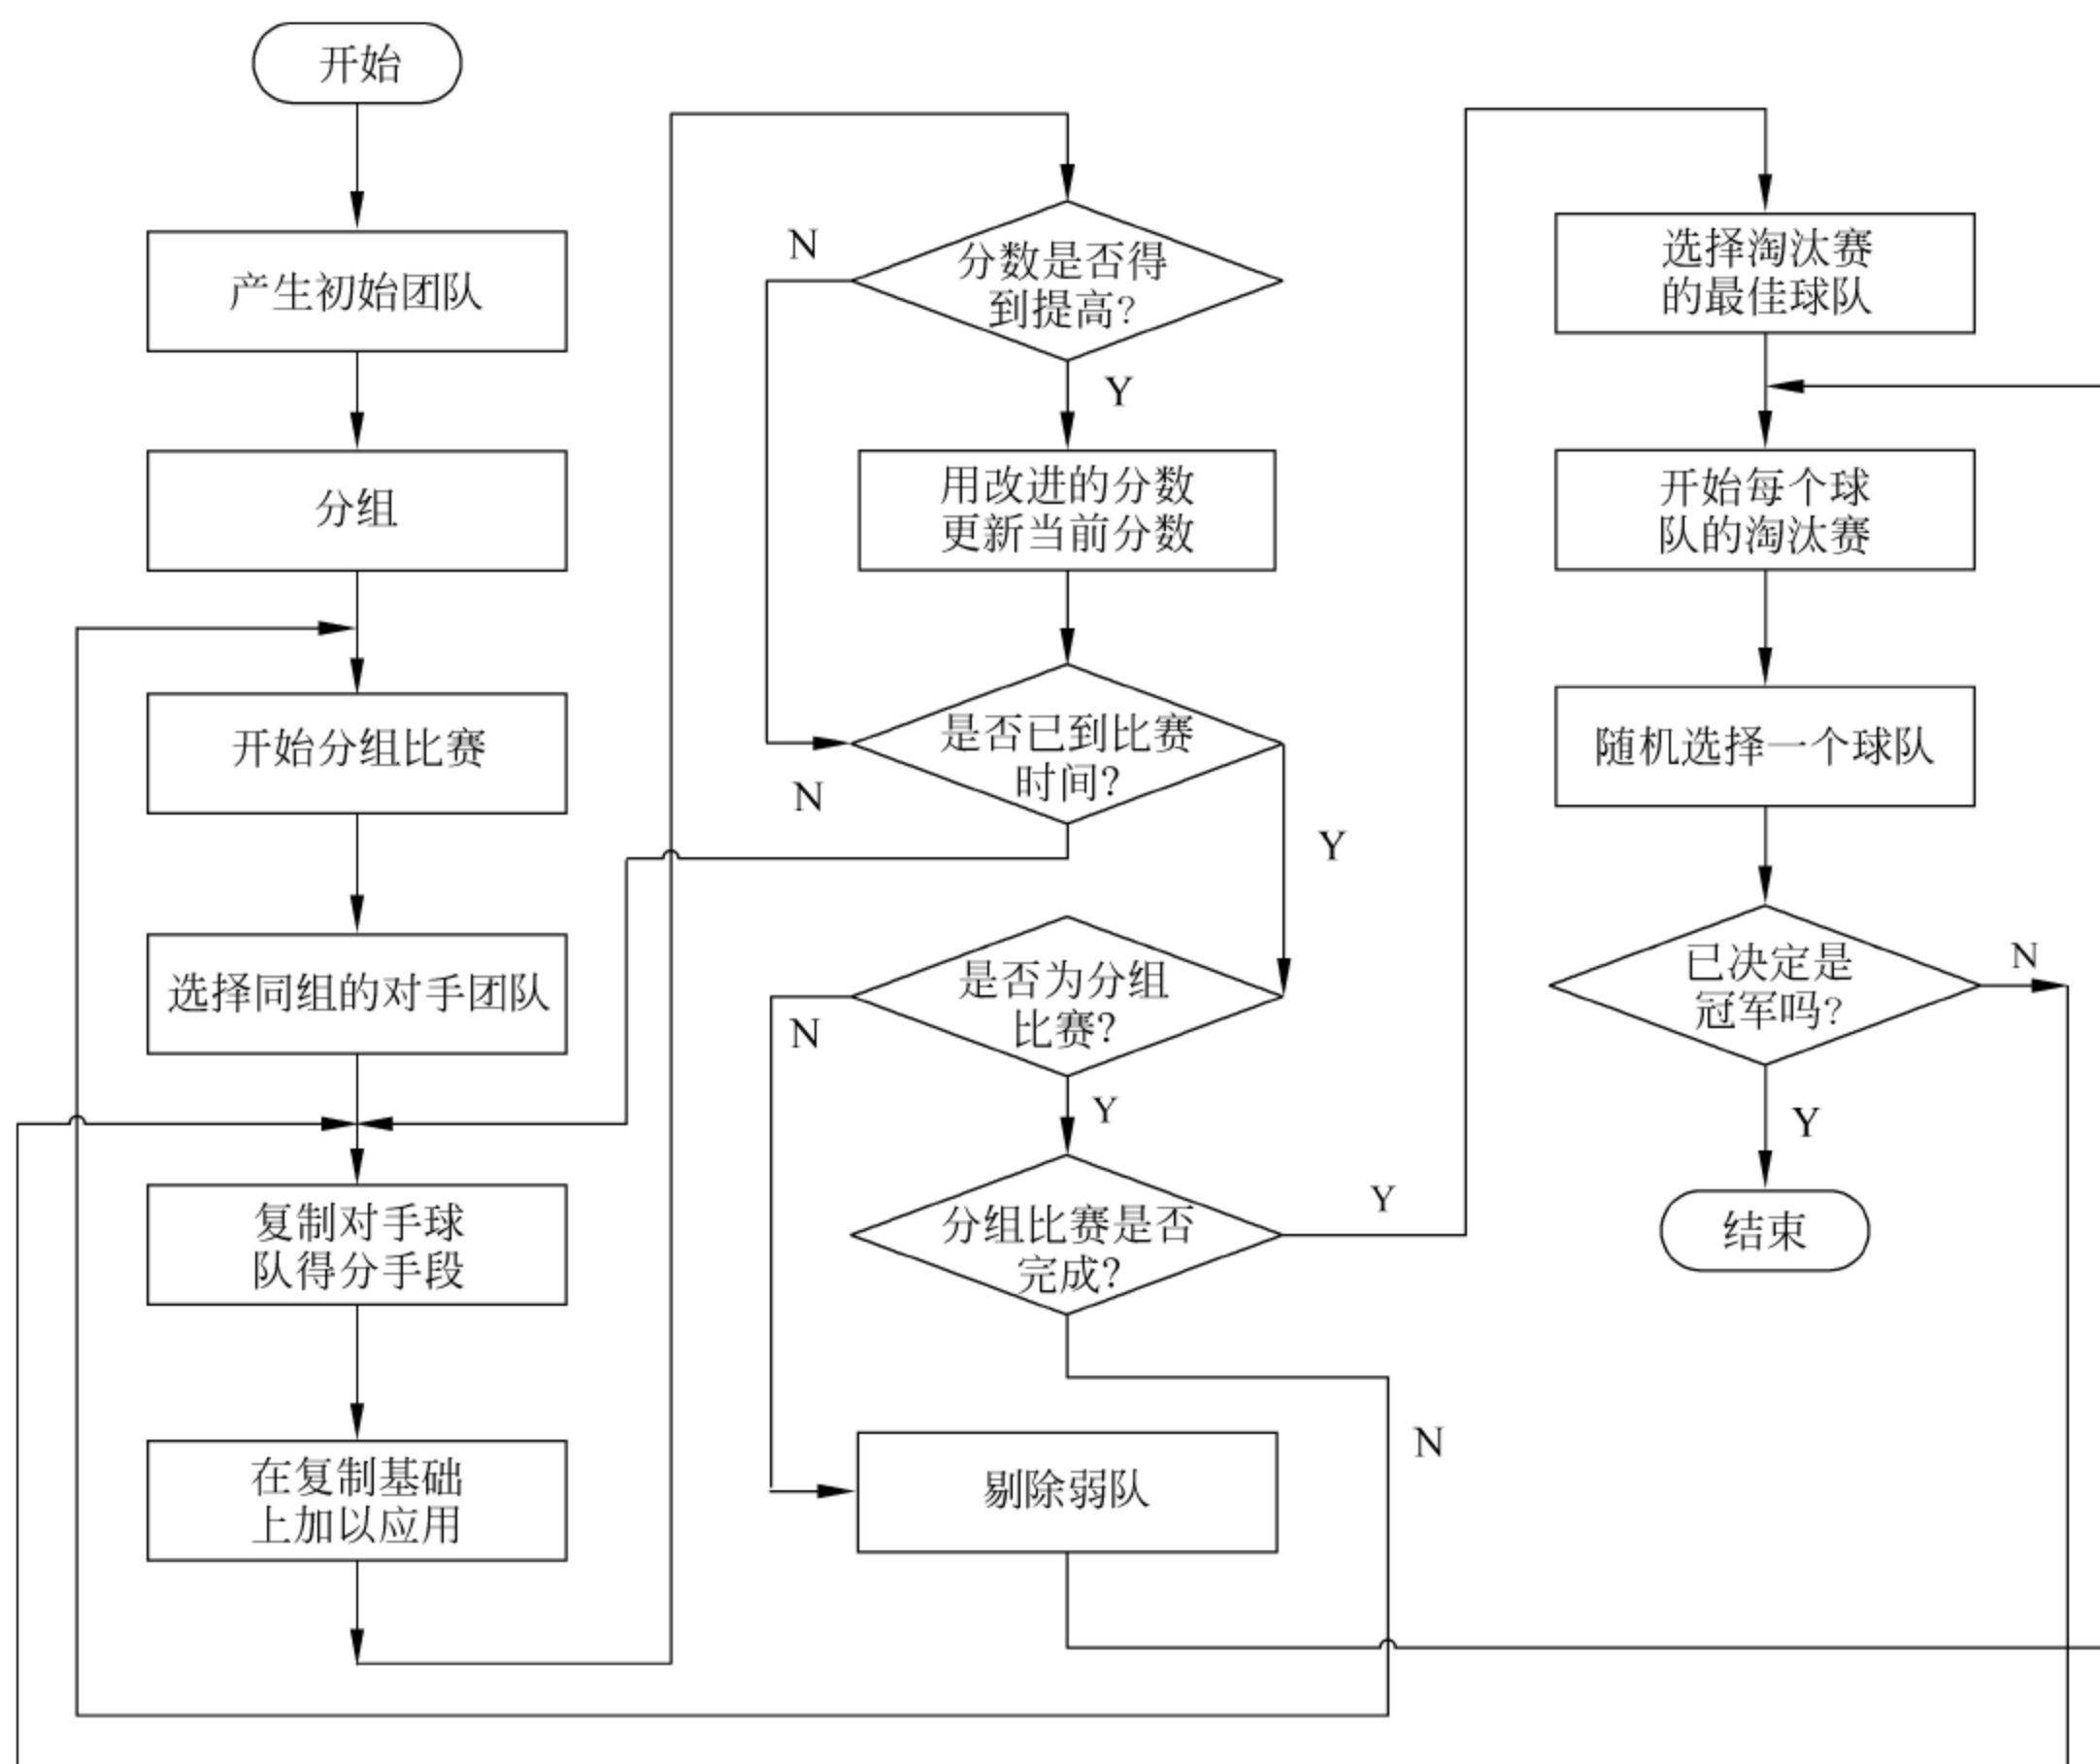 开始
产生初始团队
分组
开始分组比赛
选择同组的对手团队
复制对手球
队得分手段
在复制基础
上加以应用
N
分数是否得
到提高?
Y
用改进的分数
更新当前分数
是否已到比赛
时间?
N
Y
是否为分组
比赛?
N
Y
分组比赛是否
完成?
Y
N
剔除弱队
选择淘汰赛
的最佳球队
开始每个球
队的淘汰赛
随机选择一个球队
已决定是
冠军吗?
N
Y
结束